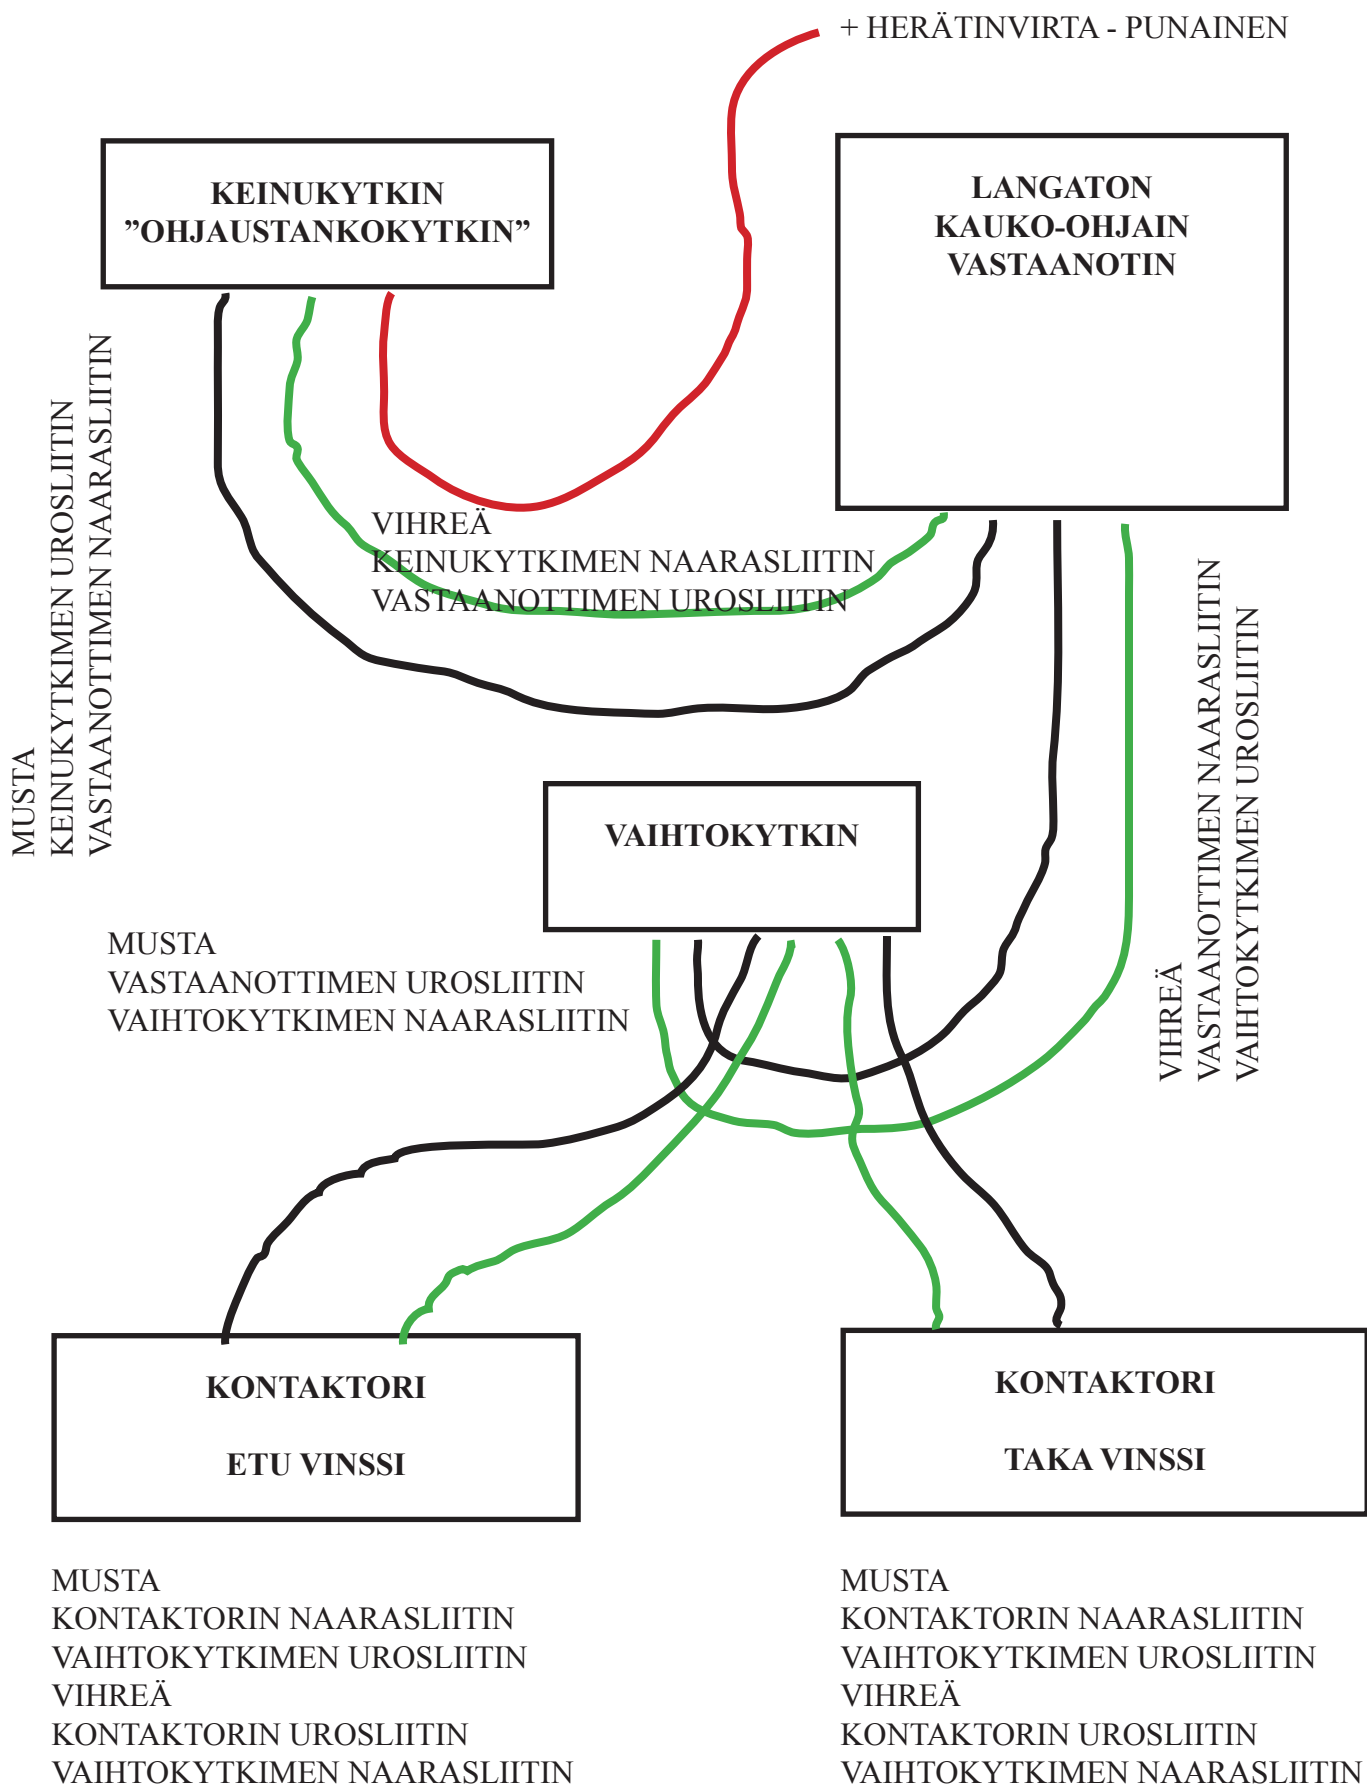 + HERÄTINVIRTA - PUNAINEN
KEINUKYTKIN
”OHJAUSTANKOKYTKIN”
LANGATON
KAUKO-OHJAIN
VASTAANOTIN
MUSTA
KEINUKYTKIMEN UROSLIITIN
VASTAANOTTIMEN NAARASLIITIN
VIHREÄ
KEINUKYTKIMEN NAARASLIITIN
VASTAANOTTIMEN UROSLIITIN
VIHREÄ
VASTAANOTTIMEN NAARASLIITIN
VAIHTOKYTKIMEN UROSLIITIN
VAIHTOKYTKIN
MUSTA
VASTAANOTTIMEN UROSLIITIN
VAIHTOKYTKIMEN NAARASLIITIN
KONTAKTORI
ETU VINSSI
KONTAKTORI
TAKA VINSSI
MUSTA
KONTAKTORIN NAARASLIITIN
VAIHTOKYTKIMEN UROSLIITIN
VIHREÄ
KONTAKTORIN UROSLIITIN
VAIHTOKYTKIMEN NAARASLIITIN
MUSTA
KONTAKTORIN NAARASLIITIN
VAIHTOKYTKIMEN UROSLIITIN
VIHREÄ
KONTAKTORIN UROSLIITIN
VAIHTOKYTKIMEN NAARASLIITIN